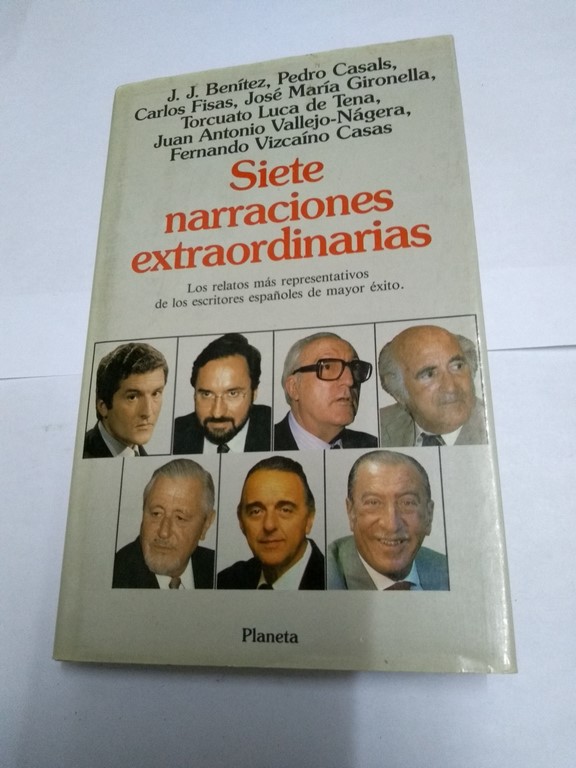 J. J. Benítez, Pedro Casals,
Carlos Fisas, José María Gironella,
Torcuato Luca de Tena,
Juan Antonio Vallejo-Nágera,
Fernando Vizcaíno Casas
Siete
narraciones
extraordinarias
Los relatos más representativos
de los escritores españoles de mayor éxito.
Planeta